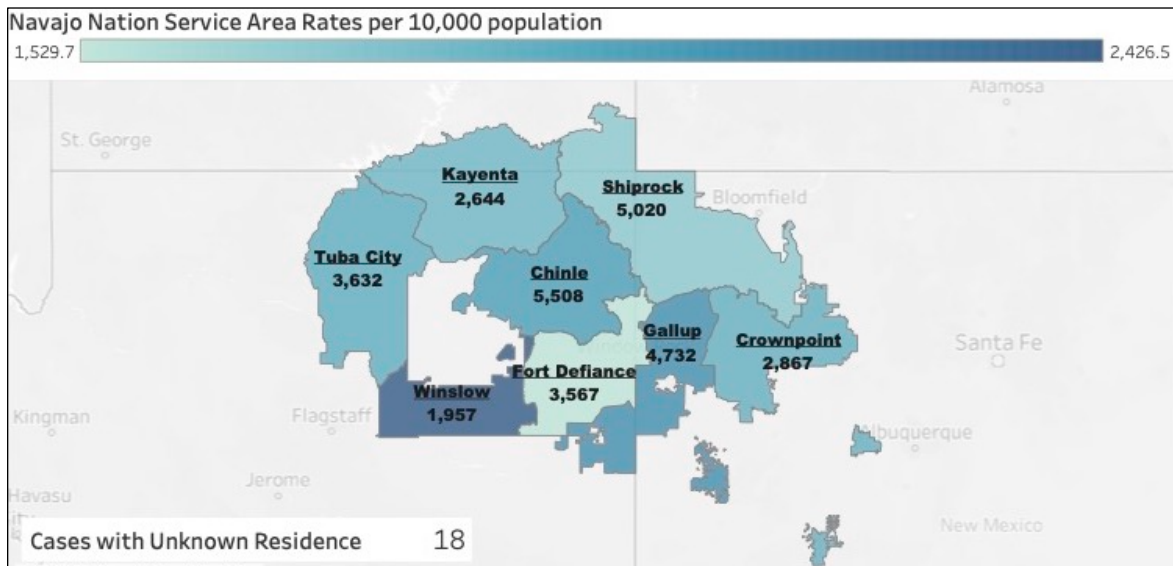 Navajo Nation Service Area Rates per 10,000 population
1,529.7
2,426.5
Alamosa
St. George
Kayenta
2,644
Shiprock
5,020
Bloomfield
Tuba City
3,632
Chinle
5,508
Gallup
4,732
Crownpoint
2,867
Santa Fe
Fort Defiance
3,567
Winslow
1,957
Kingman
Flagstaff
Albuquerque
Jerome
Havasu
New Mexico
Cases with Unknown Residence 18